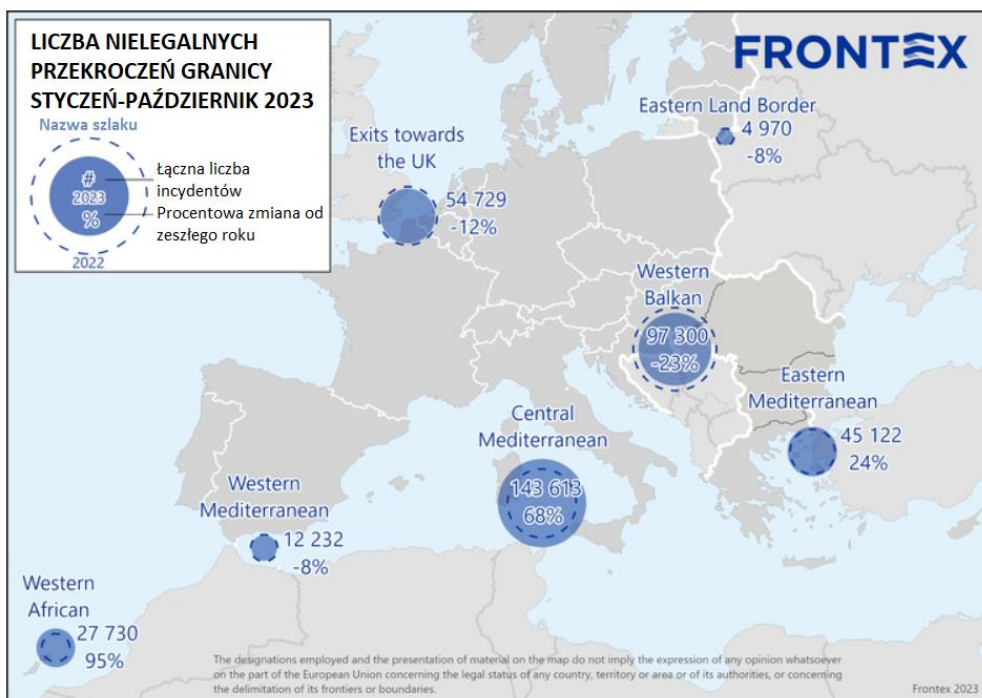 LICZBA NIELEGALNYCH
PRZEKROCZEŃ GRANICY
STYCZEŃ-PAŹDZIERNIK 2023
Nazwa szlaku
#
2023
%
Łączna liczba
incydentów
Procentowa zmiana od
zeszłego roku
2022
FRONTEX
Eastern Land Border
4 970
-8%
Exits towards
the UK
54 729
-12%
Western
Balkan
97 300
-23%
Eastern
Mediterranean
45 122
24%
Central
Mediterranean
143 613
68%
Western
Mediterranean
12 232
-8%
Western
African
27 730
95%
The designations employed and the presentation of material on the map do not imply the expression of any opinion whatsoever
on the part of the European Union concerning the legal status of any country, territory or area or of its authorities, or concerning
the delimitation of its frontiers or boundaries.
Frontex 2023